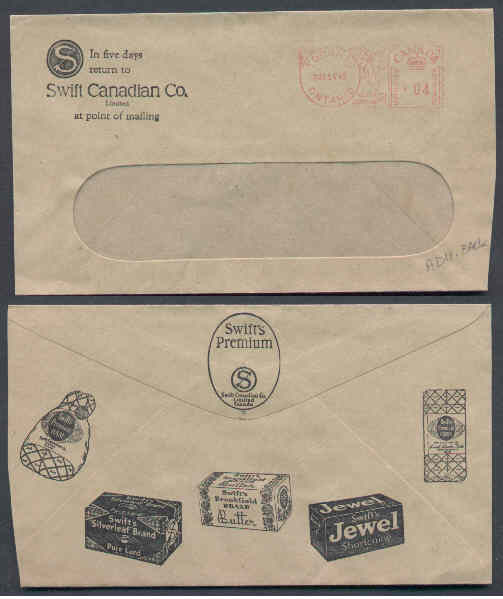 S
In five days
return to
Swift Canadian Co.
Limited
at point of mailing
CANADA
04
ADV. BACK
Swift's
Premium
S
Swift Canadian Co.
Limited
Canada
Swift's
Silverleaf Brand
Pure Lard
Swift's
Brookfield
BRAND
Butter
Jewel
Swift's
Jewel
Shortening